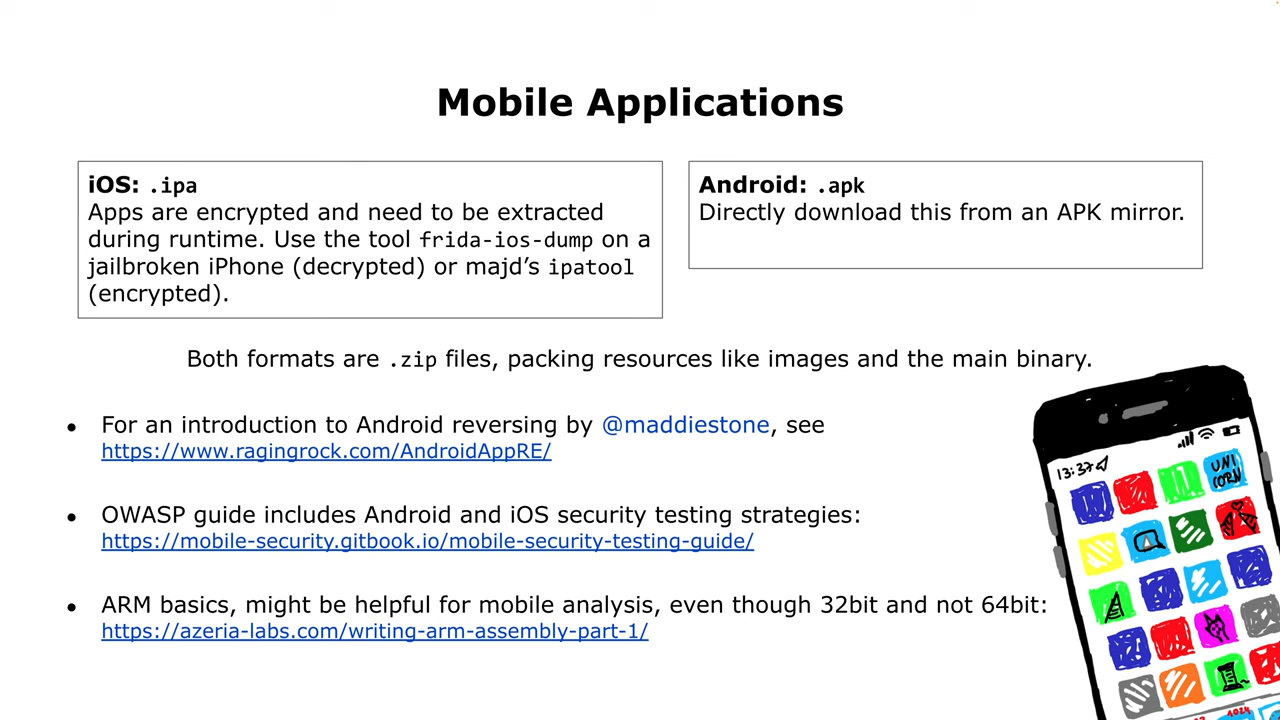 Mobile Applications
iOS: .ipa
Apps are encrypted and need to be extracted
during runtime. Use the tool frida-ios-dump on a
jailbroken iPhone (decrypted) or majd’s ipatool
(encrypted).
Android: .apk
Directly download this from an APK mirror.
Both formats are .zip files, packing resources like images and the main binary.
● For an introduction to Android reversing by @maddiestone, see
https://www.ragingrock.com/AndroidAppRE/
● OWASP guide includes Android and iOS security testing strategies:
https://mobile-security.gitbook.io/mobile-security-testing-guide/
● ARM basics, might be helpful for mobile analysis, even though 32bit and not 64bit:
https://azeria-labs.com/writing-arm-assembly-part-1/
13:37
UNI
CORN